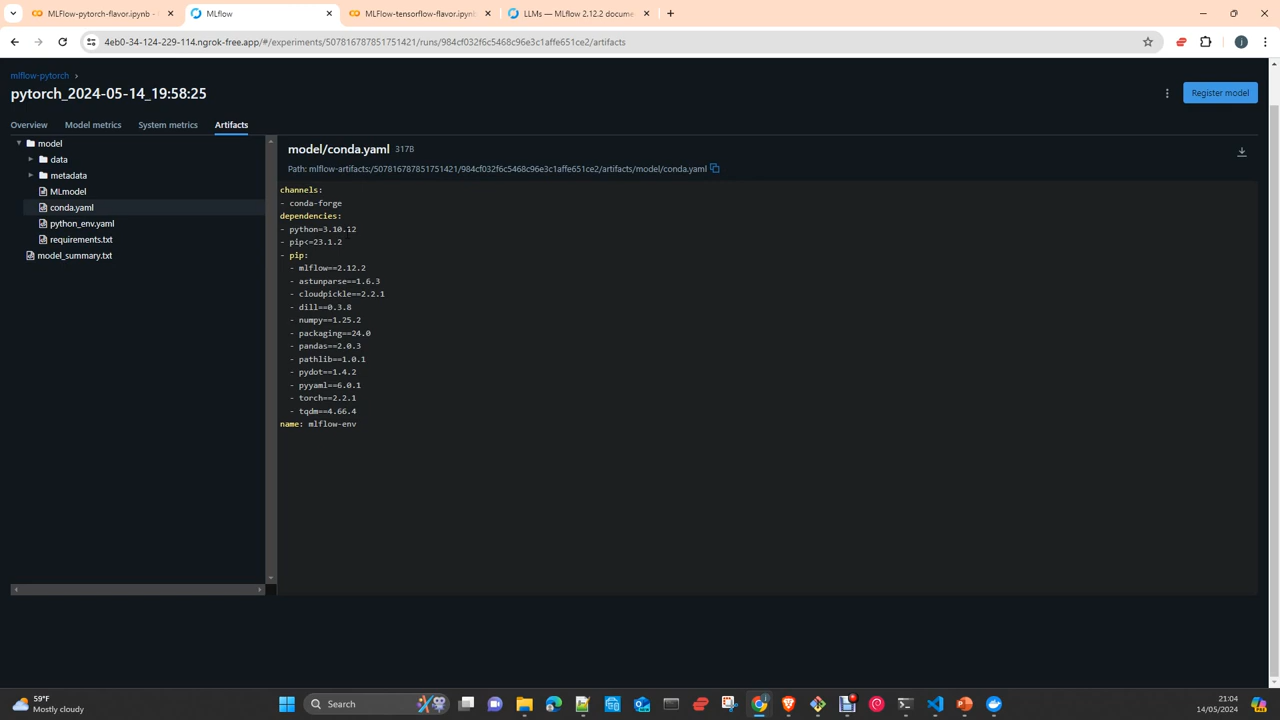 MLFlow-pytorch-flavor.ipynb -
MLflow
MLFlow-tensorflow-flavor.ipynb
LLMs — MLflow 2.12.2 docume
4eb0-34-124-229-114.ngrok-free.app/#/experiments/507816787851751421/runs/984cf032f6c5468c96e3c1affe651ce2/artifacts
mlflow-pytorch
pytorch_2024-05-14_19:58:25
Register model
Overview
Model metrics
System metrics
Artifacts
model
data
metadata
MLmodel
conda.yaml
python_env.yaml
requirements.txt
model_summary.txt
model/conda.yaml 317B
Path: mlflow-artifacts:/507816787851751421/984cf032f6c5468c96e3c1affe651ce2/artifacts/model/conda.yaml
channels:
- conda-forge
dependencies:
- python=3.10.12
- pip<=23.1.2
- pip:
- mlflow==2.12.2
- astunparse==1.6.3
- cloudpickle==2.2.1
- dill==0.3.8
- numpy==1.25.2
- packaging==24.0
- pandas==2.0.3
- pathlib==1.0.1
- pydot==1.4.2
- pyyaml==6.0.1
- torch==2.2.1
- tqdm==4.66.4
name: mlflow-env
59°F
Mostly cloudy
Search
21:04
14/05/2024